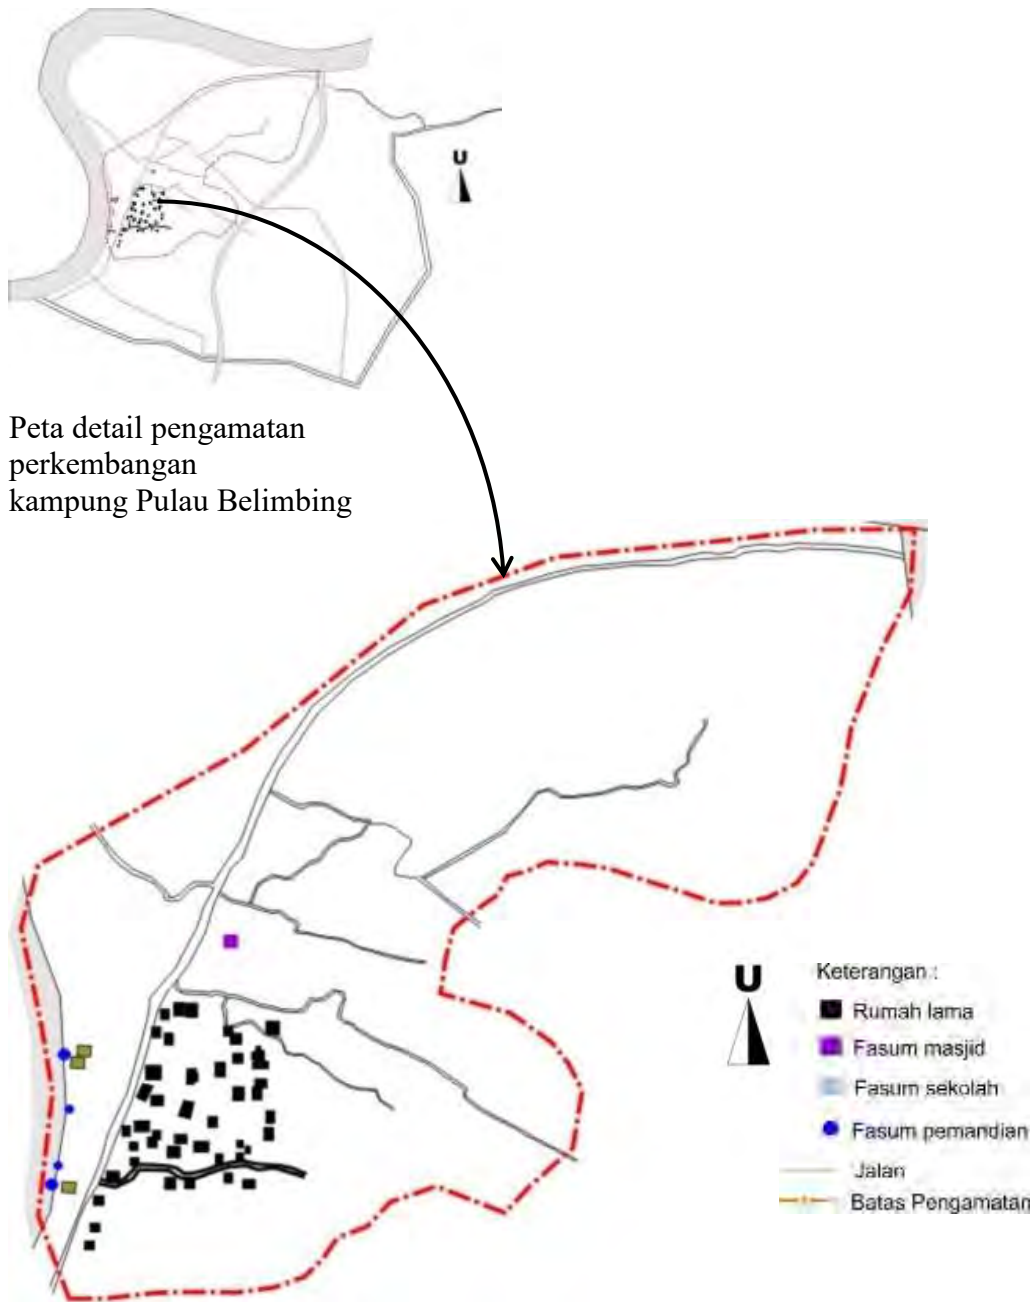 U
Peta detail pengamatan
perkembangan
kampung Pulau Belimbing
U
Keterangan :
Rumah lama
Fasum masjid
Fasum sekolah
Fasum pemandian
Jalan
Batas Pengamatan